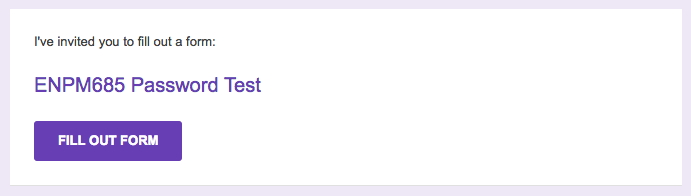 I've invited you to fill out a form:
ENPM685 Password Test
FILL OUT FORM